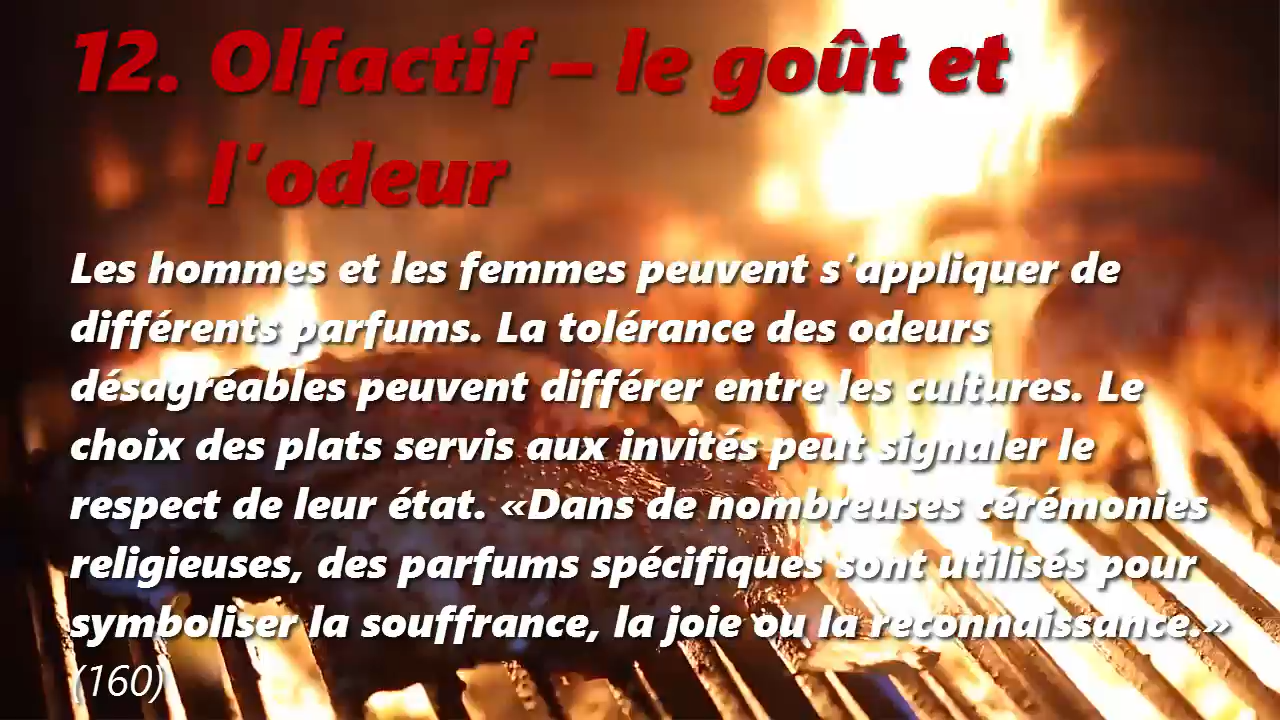 12. Olfactif – le goût et
l'odeur
Les hommes et les femmes peuvent s'appliquer de
différents parfums. La tolérance des odeurs
désagréables peuvent différer entre les cultures. Le
choix des plats servis aux invités peut signaler le
respect de leur état. «Dans de nombreuses cérémonies
religieuses, des parfums spécifiques sont utilisés pour
symboliser la souffrance, la joie ou la reconnaissance.»
(160)